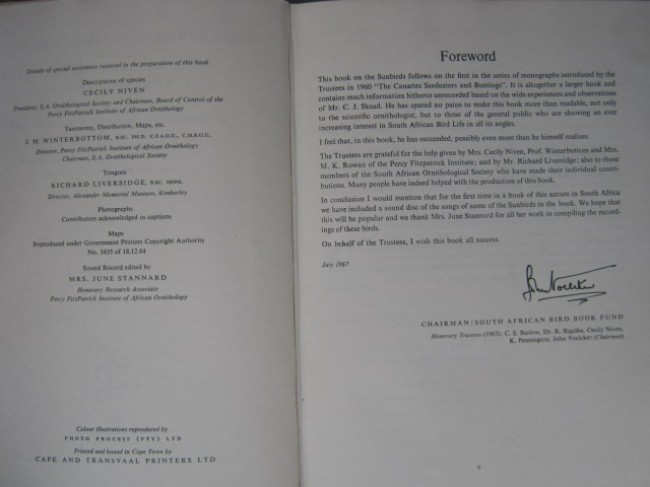 Details of special assistance received in the preparation of this book
Descriptions of species
CECILY NIVEN
President, S.A. Ornithological Society and Chairman, Board of Control of the
Percy FitzPatrick Institute of African Ornithology
Taxonomy, Distribution, Maps, etc.
J. M. WINTERBOTTOM, B.SC., PH.D., C.F.A.O.U., C.M.B.O.U.
Director, Percy FitzPatrick Institute of African Ornithology
Chairman, S.A. Ornithological Society
Tongues
RICHARD LIVERSIDGE, B.SC.
Director, Alexander Memorial Museum, Kimberley
Photographs
Contributors acknowledged in captions
Maps
Reproduced under Government Printers Copyright Authority
No. 3635 of 18.12.64
Sound Record edited by
MRS. JUNE STANNARD
Honorary Research Associate
Percy FitzPatrick Institute of African Ornithology
Colour illustrations reproduced by
PHOTO PROCESS (PTY) LTD
Printed and bound in Cape Town by
CAPE AND TRANSVAAL PRINTERS LTD
Foreword
This book on the Sunbirds follows on the first in the series of monographs introduced by the
Trustees in 1960 "The Canaries Seedeaters and Buntings". It is altogether a larger book and
contains much information hitherto unrecorded based on the wide experiences and observations
of Mr. C. J. Skead. He has spared no pains to make this book more than readable, not only
to the scientific ornithologist, but to those of the general public who are showing an ever
increasing interest in South African Bird Life in all its angles.
I feel that, in this book, he has succeeded, possibly even more than he himself realises.
The Trustees are grateful for the help given by Mrs. Cecily Niven, Prof. Winterbottom and Mrs.
M. K. Rowan of the Percy Fitzpatrick Institute; and by Mr. Richard Liversidge; also to those
members of the South African Ornithological Society who have made their individual contri-
butions. Many people have indeed helped with the production of this book.
In conclusion I would mention that for the first time in a book of this nature in South Africa
we have included a sound disc of the songs of some of the Sunbirds in the book. We hope that
this will be popular and we thank Mrs. June Stannard for all her work in compiling the record-
ings of these birds.
On behalf of the Trustees, I wish this book all success.
July 1967
John Voelcker
CHAIRMAN/SOUTH AFRICAN BIRD BOOK FUND
Honorary Trustees (1967): C. S. Barlow, Dr. R. Bigalke, Cecily Niven,
K. Pennington, John Voelcker (Chairman)